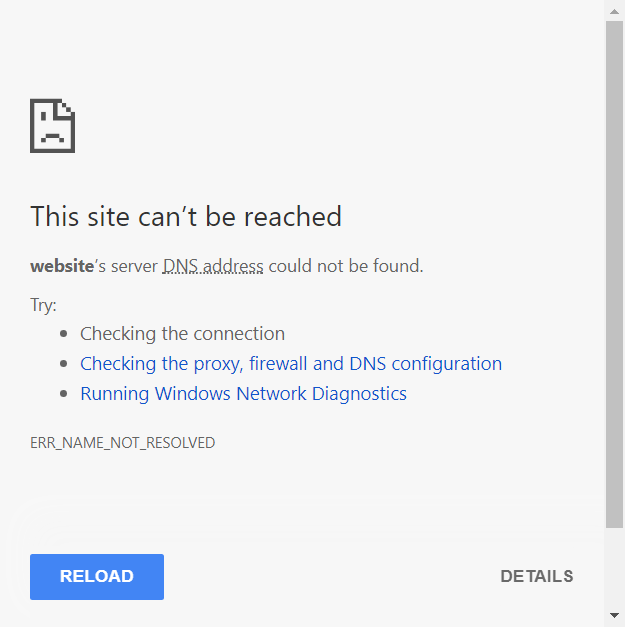 This site can’t be reached
website’s server DNS address could not be found.
Try:
Checking the connection
Checking the proxy, firewall and DNS configuration
Running Windows Network Diagnostics
ERR_NAME_NOT_RESOLVED
RELOAD
DETAILS